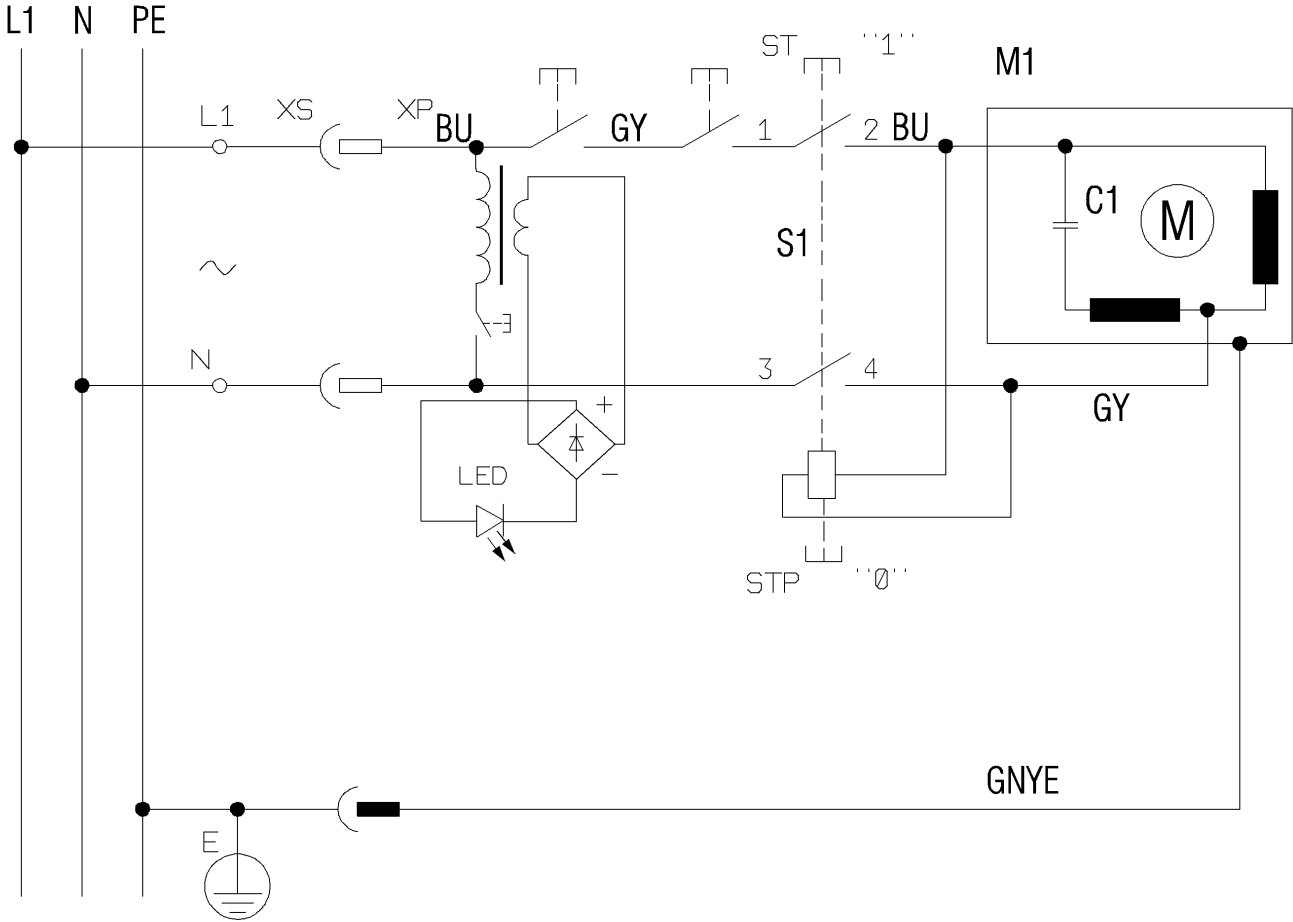 L1 N PE
ST "1"
M1
L1 XS XP BU GY 1 2 BU
C1
M
S1
N 3 4
GY
+
LED −
STP "0"
GNYE
E